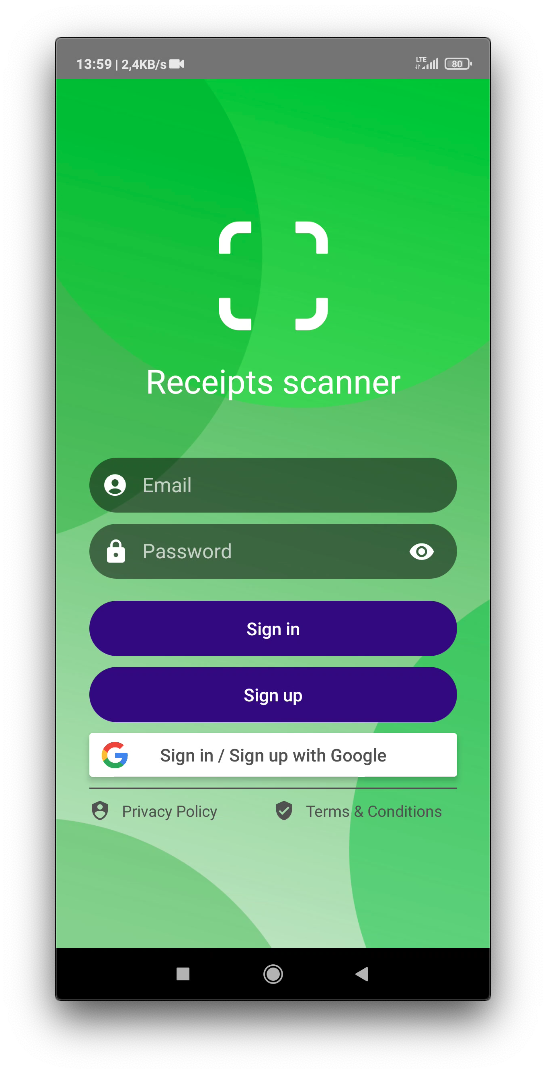 13:59 | 2,4KB/s LTE 80
Receipts scanner
Email
Password
Sign in
Sign up
Sign in / Sign up with Google
Privacy Policy Terms & Conditions